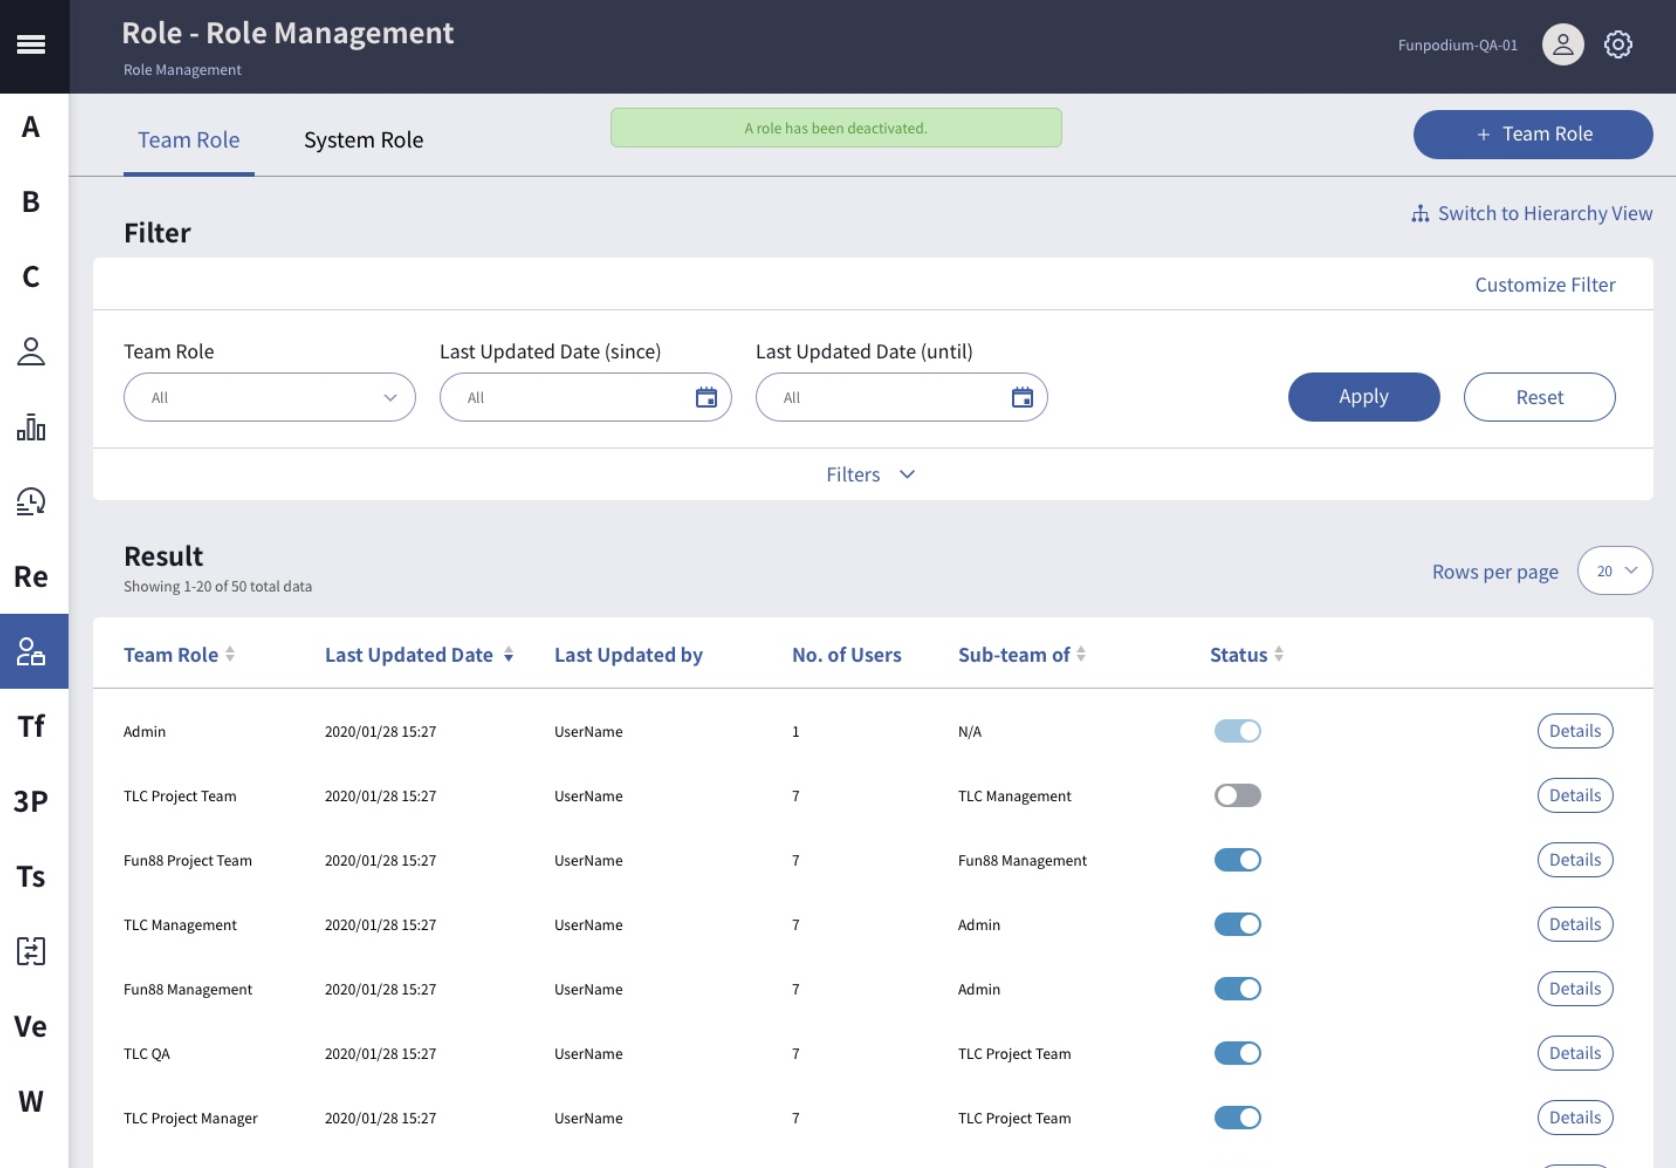 Role - Role Management
Role Management
Funpodium-QA-01
A
B
C
Re
Tf
3P
Ts
Ve
W
Team Role
System Role
A role has been deactivated.
+ Team Role
Switch to Hierarchy View
Filter
Customize Filter
Team Role
Last Updated Date (since)
Last Updated Date (until)
All
All
All
Apply
Reset
Filters
Result
Showing 1-20 of 50 total data
Rows per page
20
Team Role Last Updated Date Last Updated by No. of Users Sub-team of Status
Admin 2020/01/28 15:27 UserName 1 N/A Details
TLC Project Team 2020/01/28 15:27 UserName 7 TLC Management Details
Fun88 Project Team 2020/01/28 15:27 UserName 7 Fun88 Management Details
TLC Management 2020/01/28 15:27 UserName 7 Admin Details
Fun88 Management 2020/01/28 15:27 UserName 7 Admin Details
TLC QA 2020/01/28 15:27 UserName 7 TLC Project Team Details
TLC Project Manager 2020/01/28 15:27 UserName 7 TLC Project Team Details